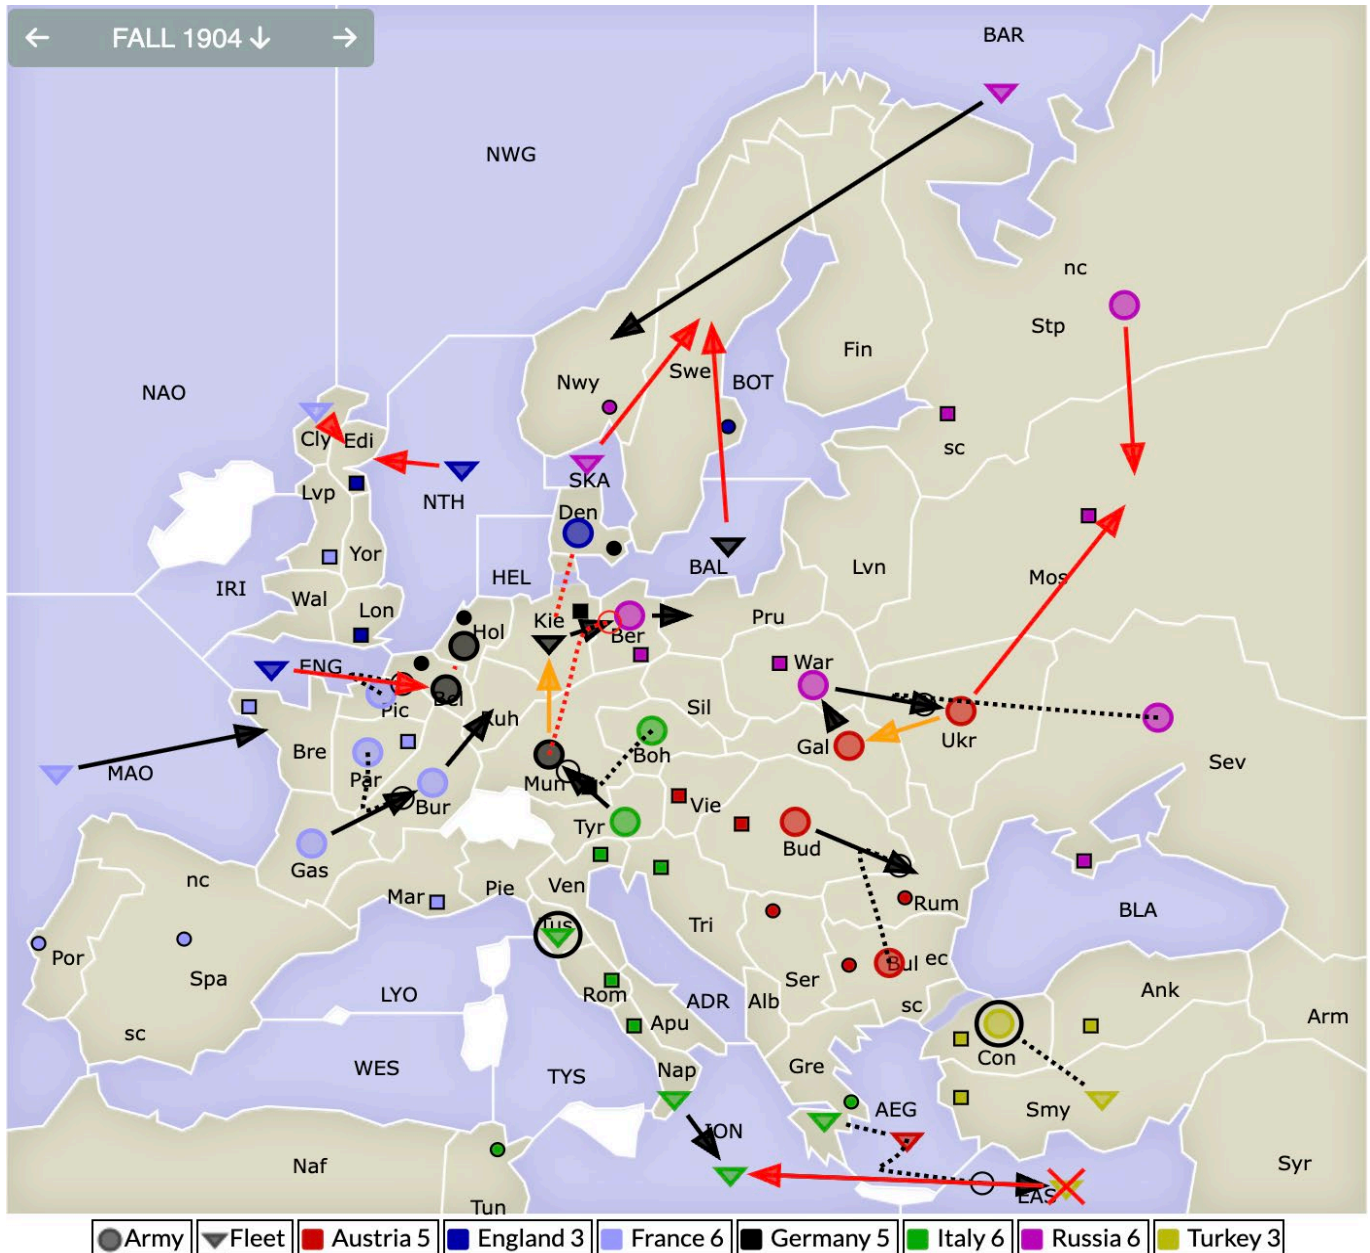 ← FALL 1904 ↓ →
BAR
NWG
nc
Stp
Fin
Swe
BOT
Nwy
NAO
Cly
Edi
sc
SKA
Lvp
NTH
Den
Yor
BAL
Lvn
Mos
HEL
IRI
Wal
Lon
Kie
Pru
Hol
Ber
ENG
War
Bel
Pic
Sil
Ruh
Ukr
Gal
Bre
Boh
Sev
MAO
Par
Mun
Bur
Vie
Tyr
Bud
Gas
nc
Pie
Ven
Mar
Rum
BLA
Tus
Tri
Por
Bul
ec
Spa
Ser
Ank
LYO
Rom
ADR
Alb
sc
Arm
Apu
sc
Con
Gre
WES
Nap
TYS
AEG
Smy
ION
Naf
Syr
EAS
Tun
Army
Fleet
Austria 5
England 3
France 6
Germany 5
Italy 6
Russia 6
Turkey 3